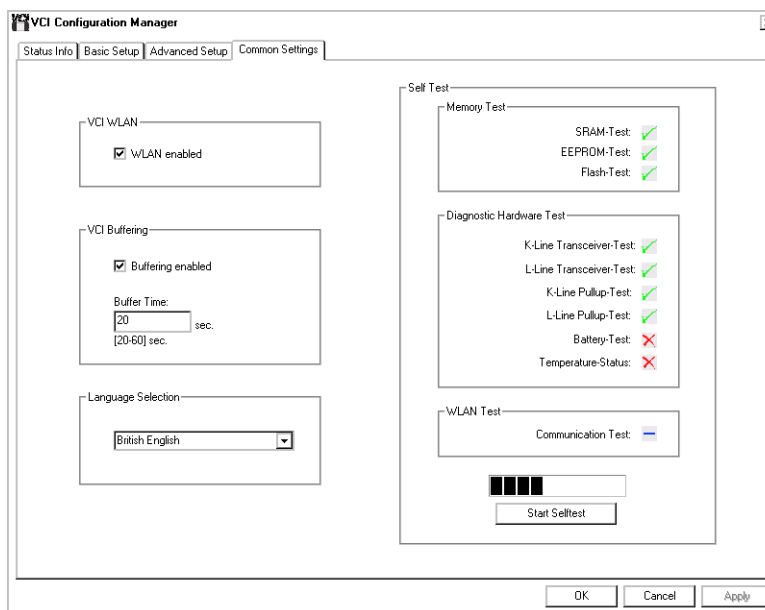 VCI Configuration Manager
Status Info Basic Setup Advanced Setup Common Settings
VCI WLAN
WLAN enabled
VCI Buffering
Buffering enabled
Buffer Time:
20 sec.
[20-60] sec.
Language Selection
British English
Self Test
Memory Test
SRAM-Test:
EEPROM-Test:
Flash-Test:
Diagnostic Hardware Test
K-Line Transceiver-Test:
L-Line Transceiver-Test:
K-Line Pullup-Test:
L-Line Pullup-Test:
Battery-Test:
Temperature-Status:
WLAN Test
Communication Test:
Start Selftest
OK Cancel Apply